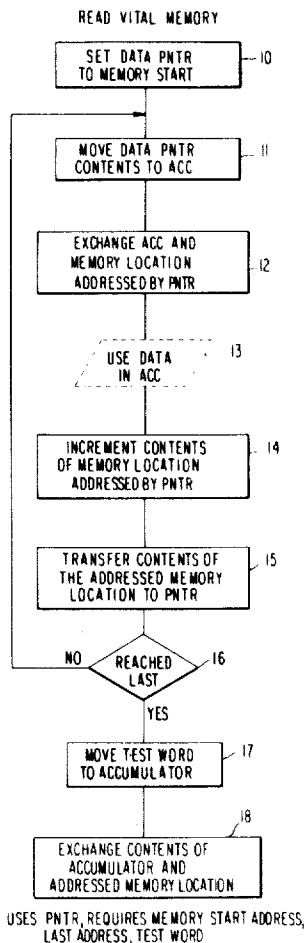 READ VITAL MEMORY
SET DATA PNTR
TO MEMORY START
10
MOVE DATA PNTR
CONTENTS TO ACC
11
EXCHANGE ACC AND
MEMORY LOCATION
ADDRESSED BY PNTR
12
USE DATA
IN ACC
13
INCREMENT CONTENTS
OF MEMORY LOCATION
ADDRESSED BY PNTR
14
TRANSFER CONTENTS OF
THE ADDRESSED MEMORY
LOCATION TO PNTR
15
NO
REACHED
LAST
16
YES
MOVE TEST WORD
TO ACCUMULATOR
17
EXCHANGE CONTENTS OF
ACCUMULATOR AND
ADDRESSED MEMORY LOCATION
18
USES PNTR, REQUIRES MEMORY START ADDRESS,
LAST ADDRESS, TEST WORD